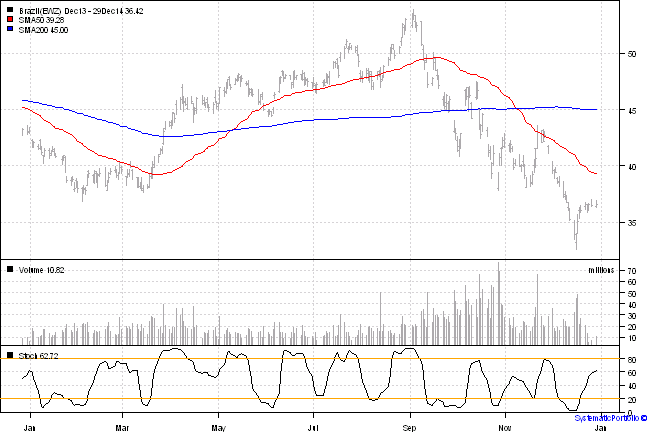 Brazil(EWZ) Dec13 - 29Dec14 36.42
SMA50 39.28
SMA200 45.00
50
45
40
35
Volume 10.82
millions
70
60
50
40
30
20
10
Stoch 62.72
80
60
40
20
0
Jan Mar May Jul Sep Nov Jan
SystematicPortfolio ©